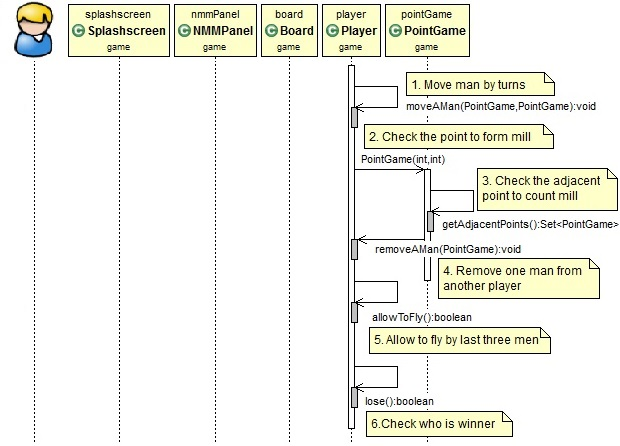 splashscreen
C Splashscreen
game
nmmPanel
C NMMPanel
game
board
C Board
game
player
C Player
game
pointGame
C PointGame
game
1. Move man by turns
moveAMan(PointGame,PointGame):void
2. Check the point to form mill
PointGame(int,int)
3. Check the adjacent
point to count mill
getAdjacentPoints():Set<PointGame>
removeAMan(PointGame):void
4. Remove one man from
another player
allowToFly():boolean
5. Allow to fly by last three men
lose():boolean
6.Check who is winner